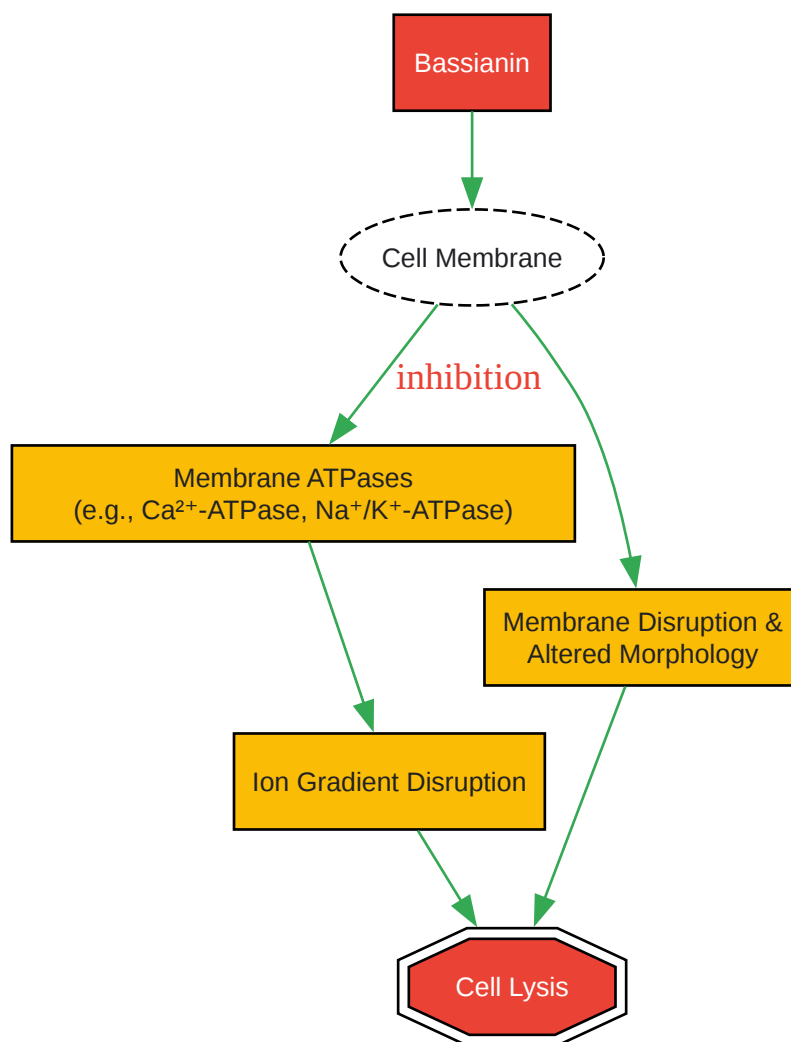 Bassianin
Cell Membrane
inhibition
Membrane ATPases
(e.g., Ca²⁺-ATPase, Na⁺/K⁺-ATPase)
Membrane Disruption &
Altered Morphology
Ion Gradient Disruption
Cell Lysis